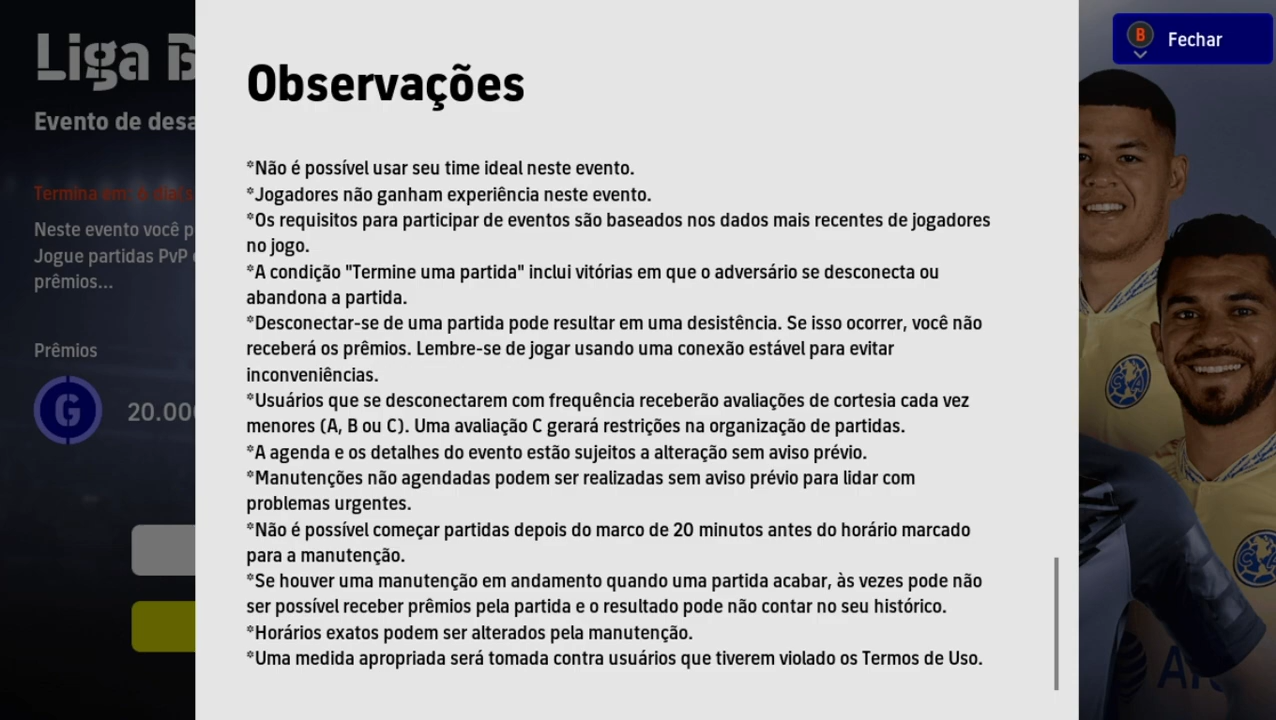 Liga B
Evento de desa
Termina em: 6 dia s
Neste evento você p
Jogue partidas PvP
prêmios...
Prêmios
G
20.000
Observações
*Não é possível usar seu time ideal neste evento.
*Jogadores não ganham experiência neste evento.
*Os requisitos para participar de eventos são baseados nos dados mais recentes de jogadores
no jogo.
*A condição "Termine uma partida" inclui vitórias em que o adversário se desconecta ou
abandona a partida.
*Desconectar-se de uma partida pode resultar em uma desistência. Se isso ocorrer, você não
receberá os prêmios. Lembre-se de jogar usando uma conexão estável para evitar
inconveniências.
*Usuários que se desconectarem com frequência receberão avaliações de cortesia cada vez
menores (A, B ou C). Uma avaliação C gerará restrições na organização de partidas.
*A agenda e os detalhes do evento estão sujeitos a alteração sem aviso prévio.
*Manutenções não agendadas podem ser realizadas sem aviso prévio para lidar com
problemas urgentes.
*Não é possível começar partidas depois do marco de 20 minutos antes do horário marcado
para a manutenção.
*Se houver uma manutenção em andamento quando uma partida acabar, às vezes pode não
ser possível receber prêmios pela partida e o resultado pode não contar no seu histórico.
*Horários exatos podem ser alterados pela manutenção.
*Uma medida apropriada será tomada contra usuários que tiverem violado os Termos de Uso.
B Fechar